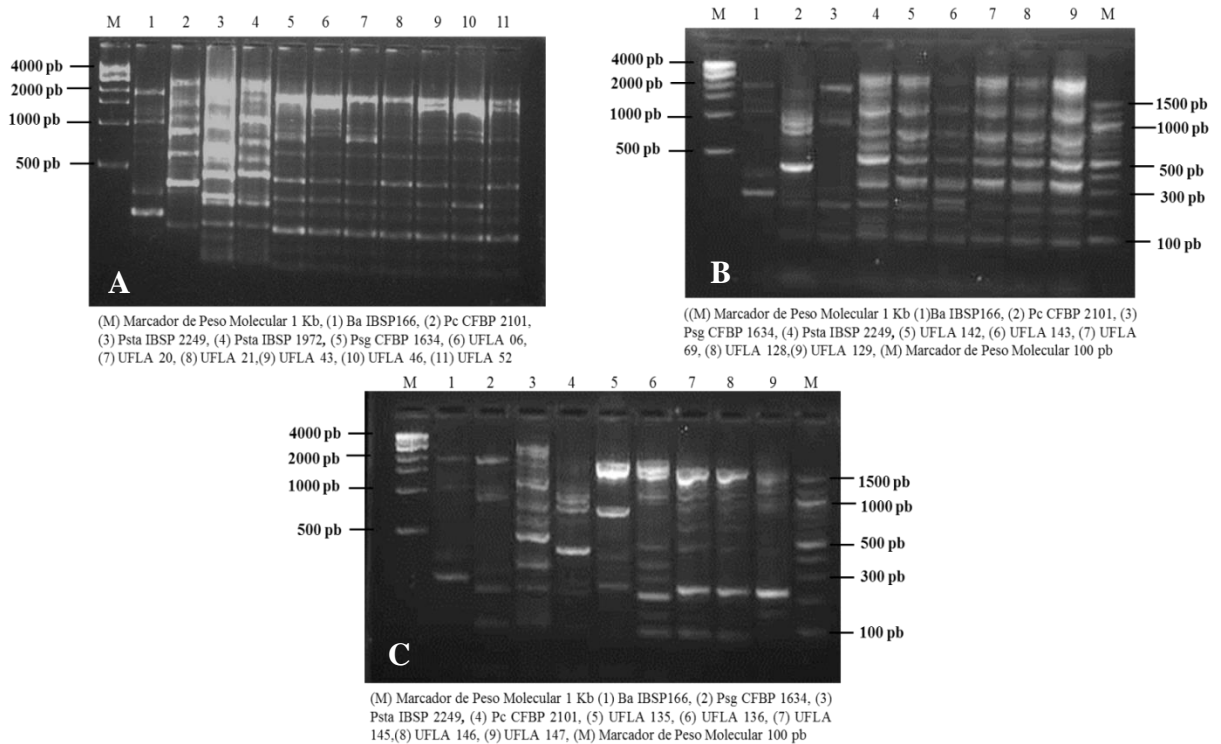 M 1 2 3 4 5 6 7 8 9 10 11
4000 pb
2000 pb
1000 pb
500 pb
A
(M) Marcador de Peso Molecular 1 Kb, (1) Ba IBSP166, (2) Pc CFBP 2101,
(3) Psta IBSP 2249, (4) Psta IBSP 1972, (5) Psg CFBP 1634, (6) UFLA 06,
(7) UFLA 20, (8) UFLA 21,(9) UFLA 43, (10) UFLA 46, (11) UFLA 52
M 1 2 3 4 5 6 7 8 9 M
4000 pb
2000 pb
1000 pb
500 pb
1500 pb
1000 pb
500 pb
300 pb
100 pb
B
((M) Marcador de Peso Molecular 1 Kb (1)Ba IBSP166, (2) Pc CFBP 2101, (3)
Psg CFBP 1634, (4) Psta IBSP 2249, (5) UFLA 142, (6) UFLA 143, (7) UFLA
69, (8) UFLA 128,(9) UFLA 129, (M) Marcador de Peso Molecular 100 pb
M 1 2 3 4 5 6 7 8 9 M
4000 pb
2000 pb
1000 pb
500 pb
1500 pb
1000 pb
500 pb
300 pb
100 pb
C
(M) Marcador de Peso Molecular 1 Kb (1) Ba IBSP166, (2) Psg CFBP 1634, (3)
Psta IBSP 2249, (4) Pc CFBP 2101, (5) UFLA 135, (6) UFLA 136, (7) UFLA
145,(8) UFLA 146, (9) UFLA 147, (M) Marcador de Peso Molecular 100 pb